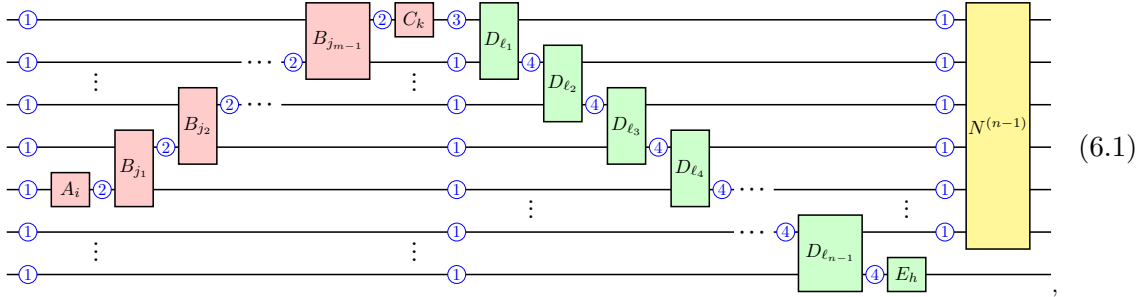 1 B_{j_{m-1}} 2 C_k 3 D_{ℓ_1} 1 N^{(n-1)}
1 ⋯ 2 ⋮ 1 4 D_{ℓ_2} 1
⋮ 1 B_{j_2} 2 ⋯ 1 4 D_{ℓ_3} 1
1 B_{j_1} 2 1 4 D_{ℓ_4} 1 (6.1)
1 A_i 2 1 4 ⋯ 1
⋮ ⋮
1 1 ⋯ 4 D_{ℓ_{n-1}} 1
⋮ ⋮
1 1 4 E_h ,